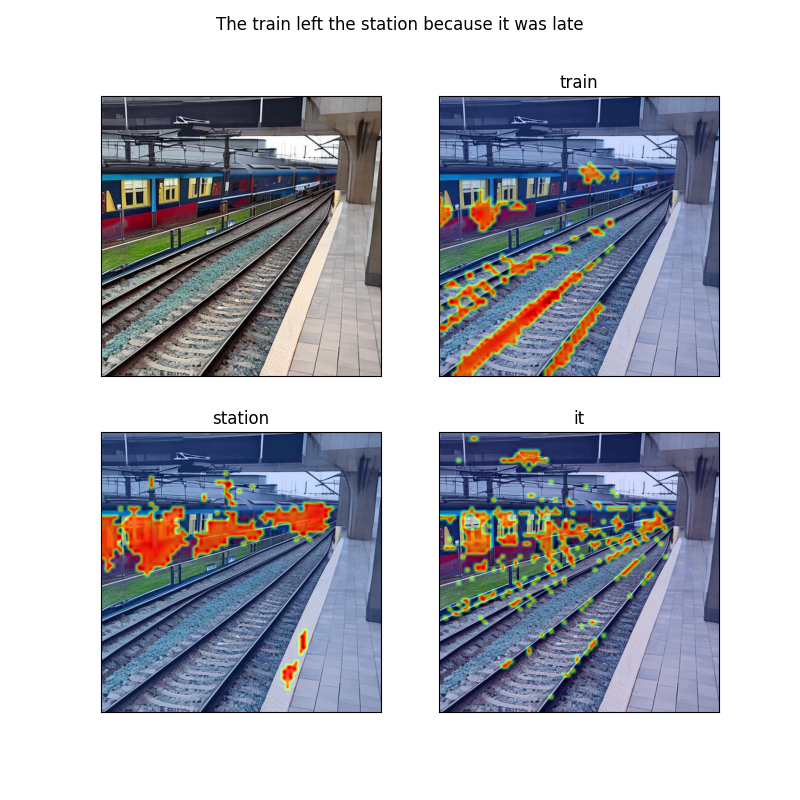 The train left the station because it was late
train
station
it